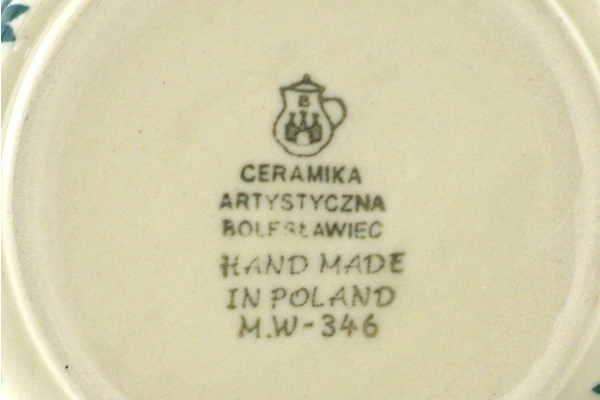 B
CERAMIKA
ARTYSTYCZNA
BOLESŁAWIEC
HAND MADE
IN POLAND
M.W-346